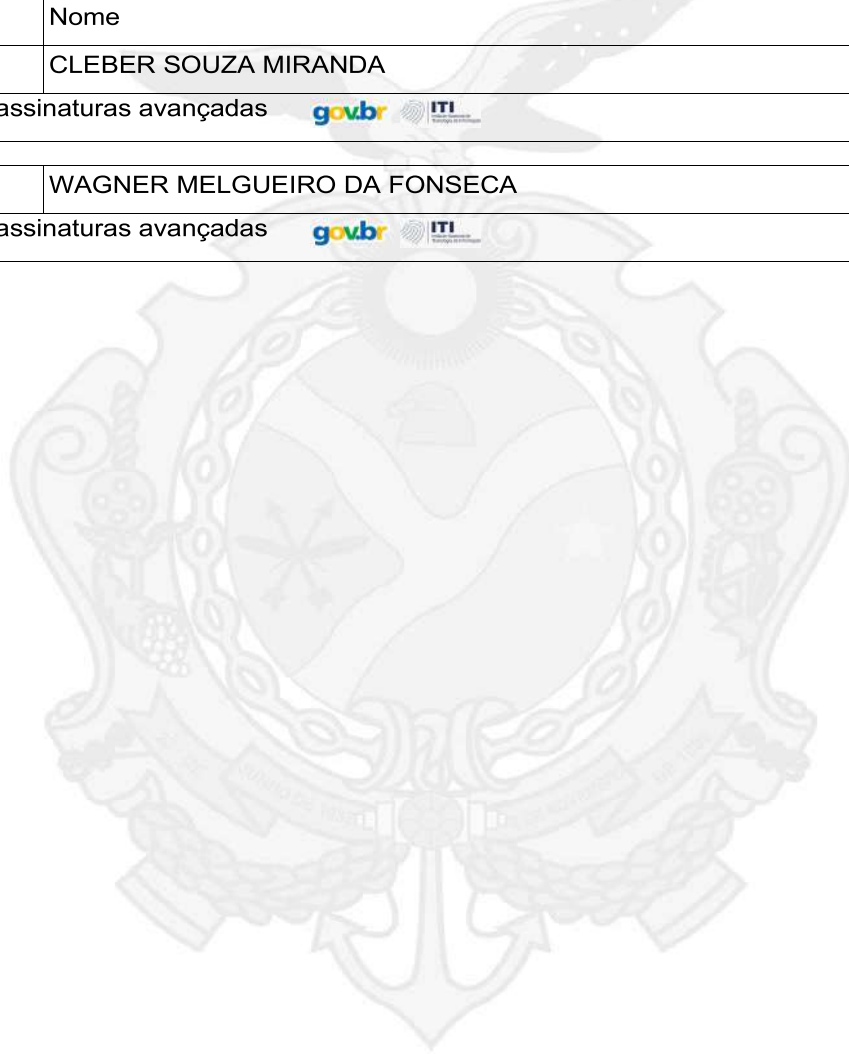 Nome
CLEBER SOUZA MIRANDA
assinaturas avançadas gov.br ITI
WAGNER MELGUEIRO DA FONSECA
assinaturas avançadas gov.br ITI